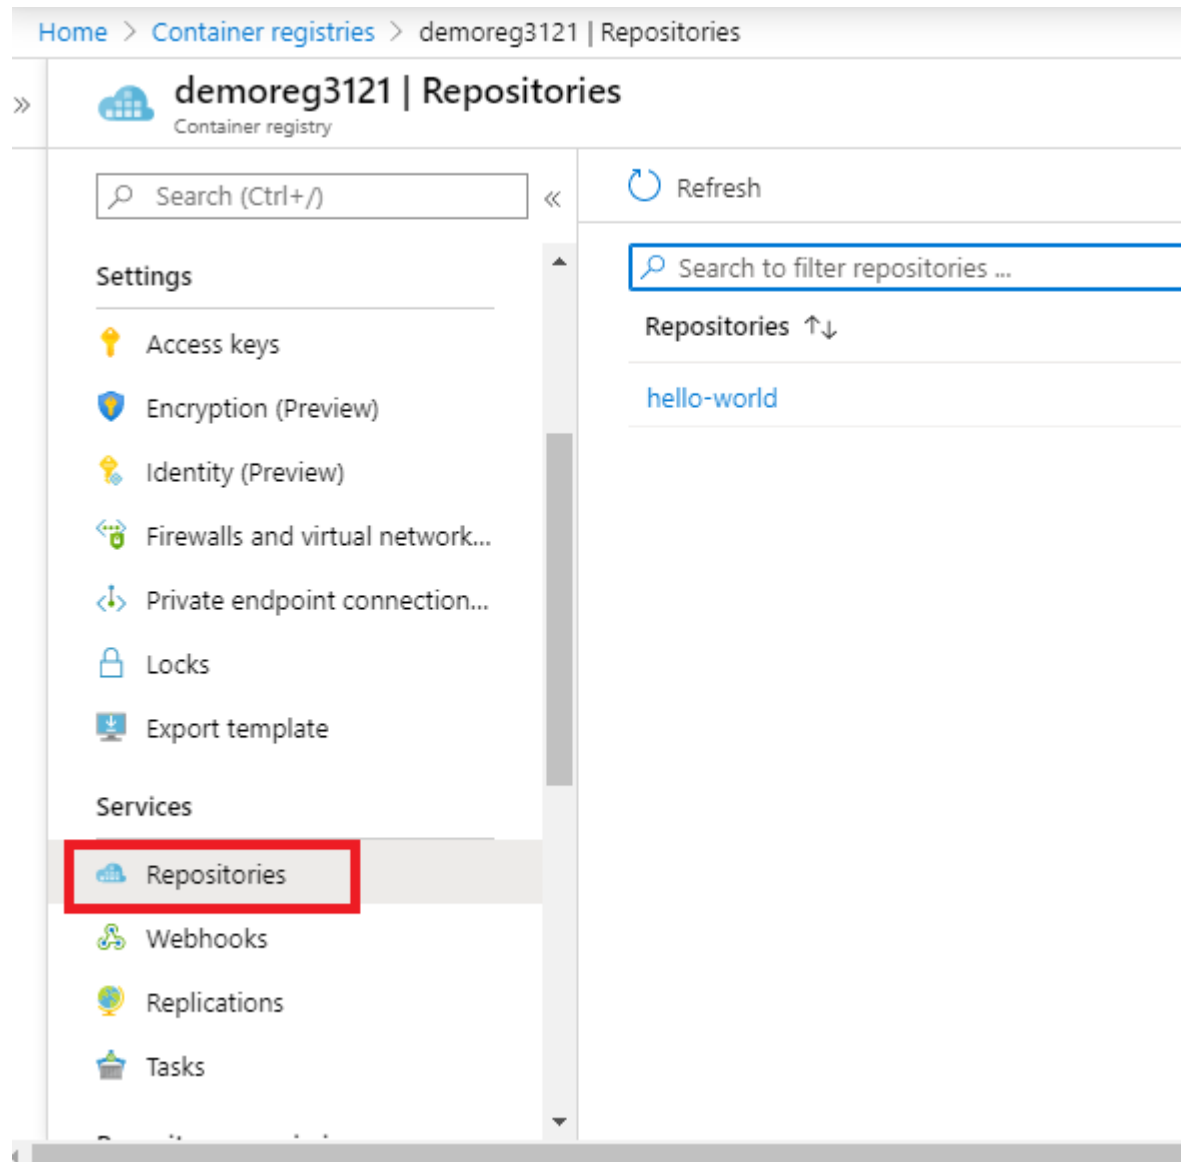 Home > Container registries > demoreg3121 | Repositories
demoreg3121 | Repositories
Container registry
Search (Ctrl+/)
Refresh
Settings
Search to filter repositories ...
Access keys
Repositories ↑↓
Encryption (Preview)
hello-world
Identity (Preview)
Firewalls and virtual network...
Private endpoint connection...
Locks
Export template
Services
Repositories
Webhooks
Replications
Tasks